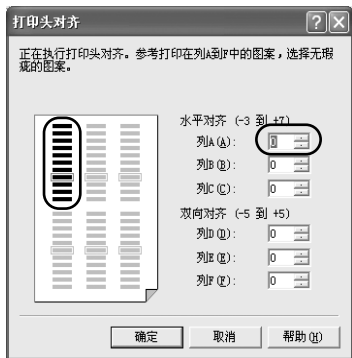 打印头对齐
正在执行打印头对齐。参考打印在列A到F中的图案，选择无瑕
疵的图案。
水平对齐 (-3 到 +7)
列A(A): 0
列B(B): 0
列C(C): 0
双向对齐 (-5 到 +5)
列D(D): 0
列E(E): 0
列F(F): 0
确定 取消 帮助(H)